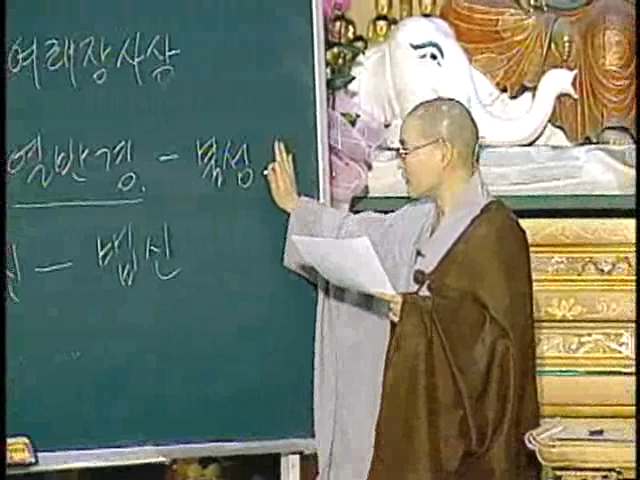 여래장사상
열반경 - 불성
- 법신